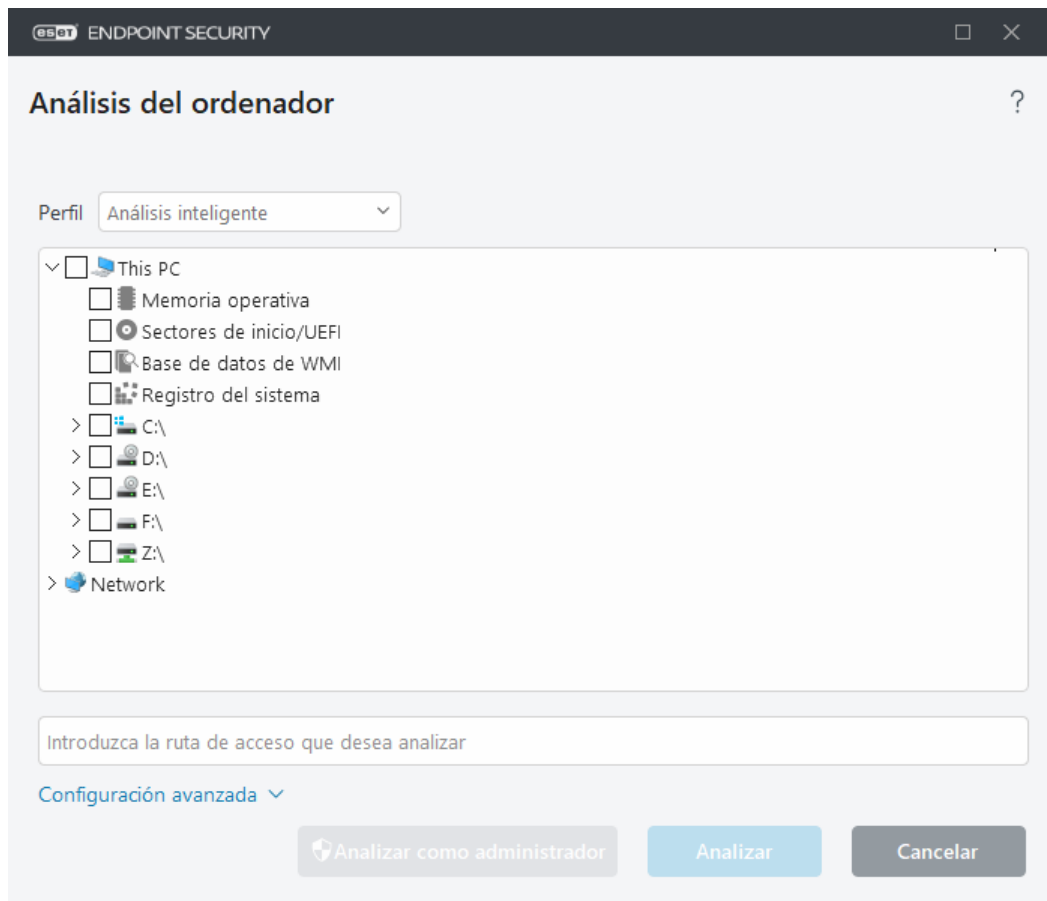 eset ENDPOINT SECURITY
Análisis del ordenador
?
Perfil Análisis inteligente
This PC
Memoria operativa
Sectores de inicio/UEFI
Base de datos de WMI
Registro del sistema
C:\
D:\
E:\
F:\
Z:\
Network
Introduzca la ruta de acceso que desea analizar
Configuración avanzada
Analizar como administrador Analizar Cancelar